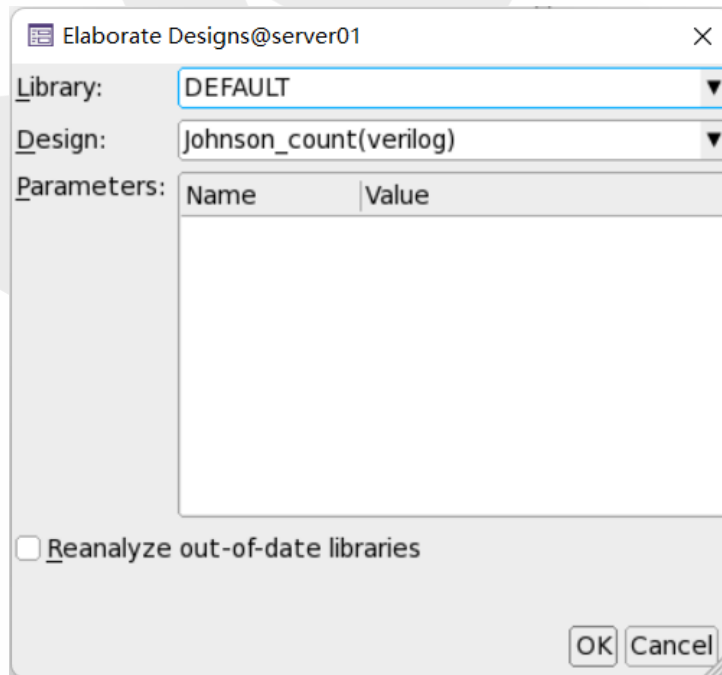 Elaborate Designs@server01
Library: DEFAULT
Design: Johnson_count(verilog)
Parameters: Name Value
Reanalyze out-of-date libraries
OK Cancel